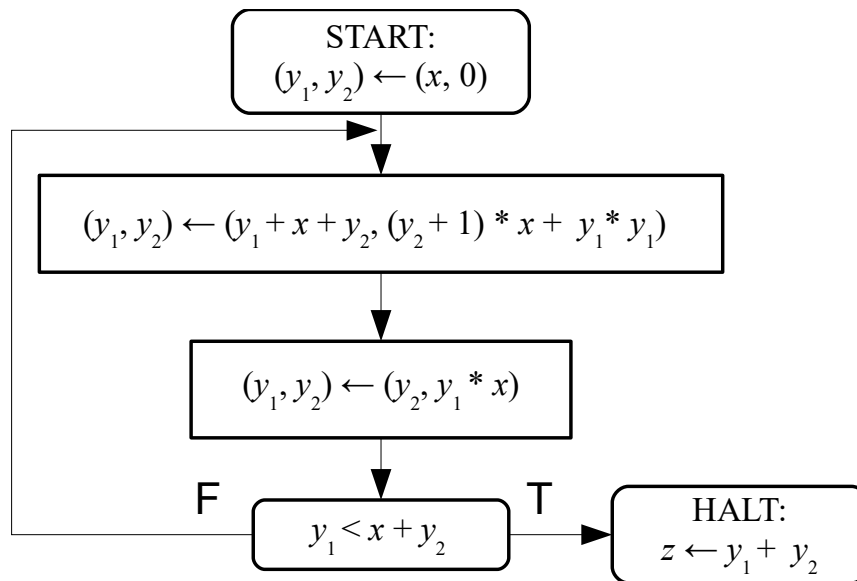 START:
(y₁, y₂) ← (x, 0)
(y₁, y₂) ← (y₁ + x + y₂, (y₂ + 1) * x + y₁* y₁)
(y₁, y₂) ← (y₂, y₁ * x)
F
y₁ < x + y₂
T
HALT:
z ← y₁ + y₂